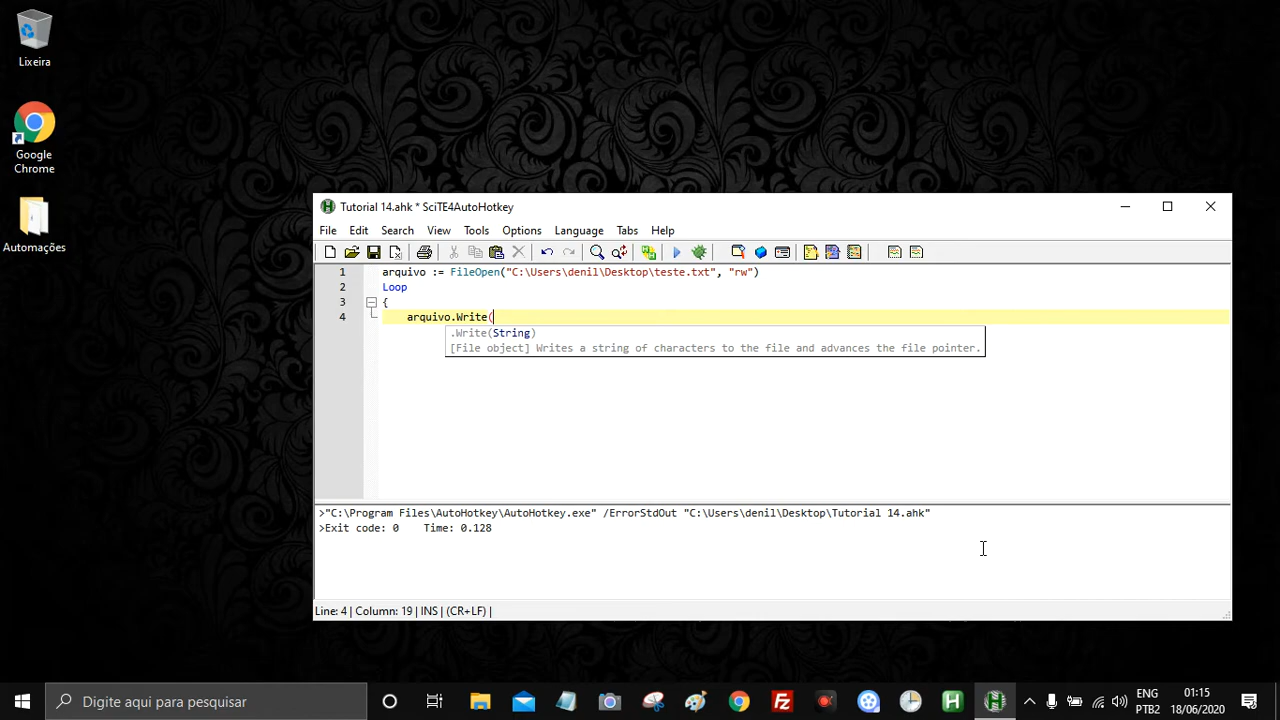 Lixeira
Google
Chrome
Automações
Tutorial 14.ahk * SciTE4AutoHotkey
File Edit Search View Tools Options Language Tabs Help
1 arquivo := FileOpen("C:\Users\denil\Desktop\teste.txt", "rw")
2 Loop
3 {
4 arquivo.Write(
.Write(String)
[File object] Writes a string of characters to the file and advances the file pointer.
>"C:\Program Files\AutoHotkey\AutoHotkey.exe" /ErrorStdOut "C:\Users\denil\Desktop\Tutorial 14.ahk"
>Exit code: 0 Time: 0.128
Line: 4 | Column: 19 | INS | (CR+LF) |
Digite aqui para pesquisar
ENG 01:15
PTB2 18/06/2020